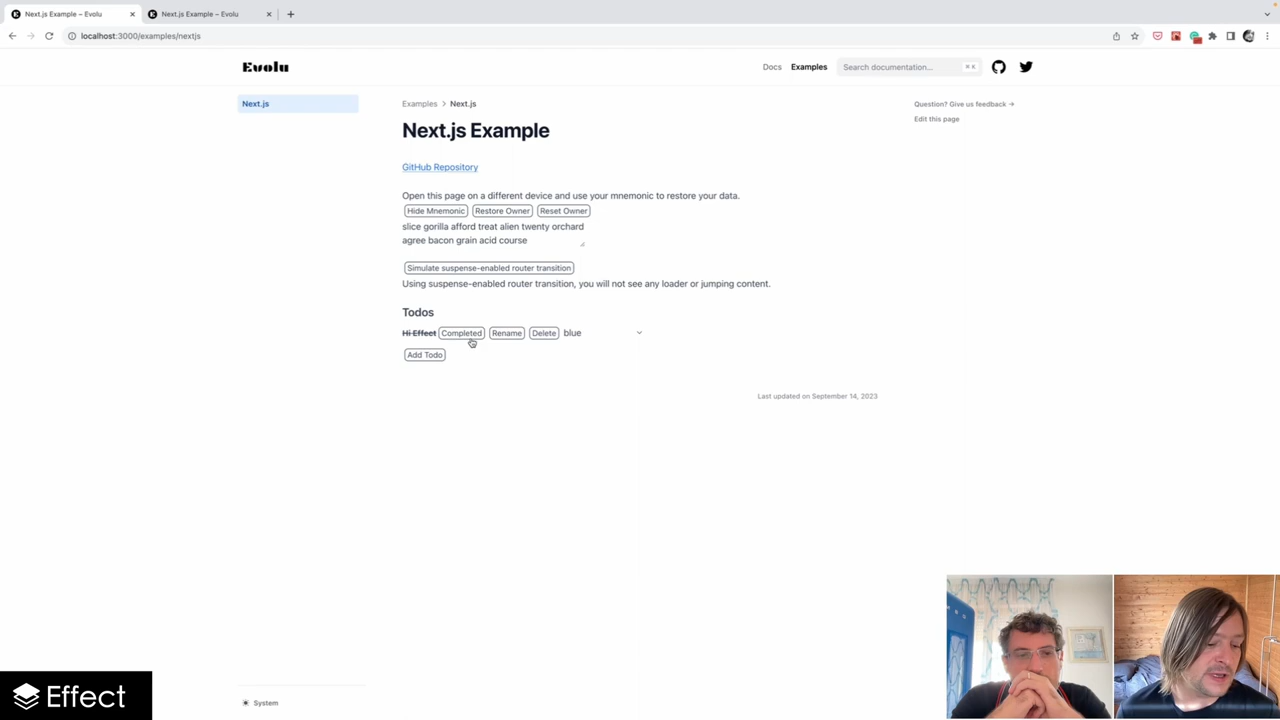 Next.js Example – Evolu
Next.js Example – Evolu
localhost:3000/examples/nextjs
Evolu
Docs
Examples
Search documentation...
⌘ K
Next.js
Examples > Next.js
Question? Give us feedback →
Edit this page
Next.js Example
GitHub Repository
Open this page on a different device and use your mnemonic to restore your data.
Hide Mnemonic Restore Owner Reset Owner
slice gorilla afford treat alien twenty orchard
agree bacon grain acid course
Simulate suspense-enabled router transition
Using suspense-enabled router transition, you will not see any loader or jumping content.
Todos
Hi Effect Completed Rename Delete blue
Add Todo
Last updated on September 14, 2023
System
Effect